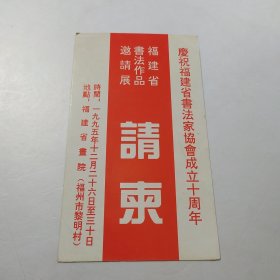 慶祝福建省書法家協會成立十周年
福建省
書法作品
邀請展
請柬
時間：一九九五年十二月二十六日至三十日
地點：福建省畫院（福州市黎明村）